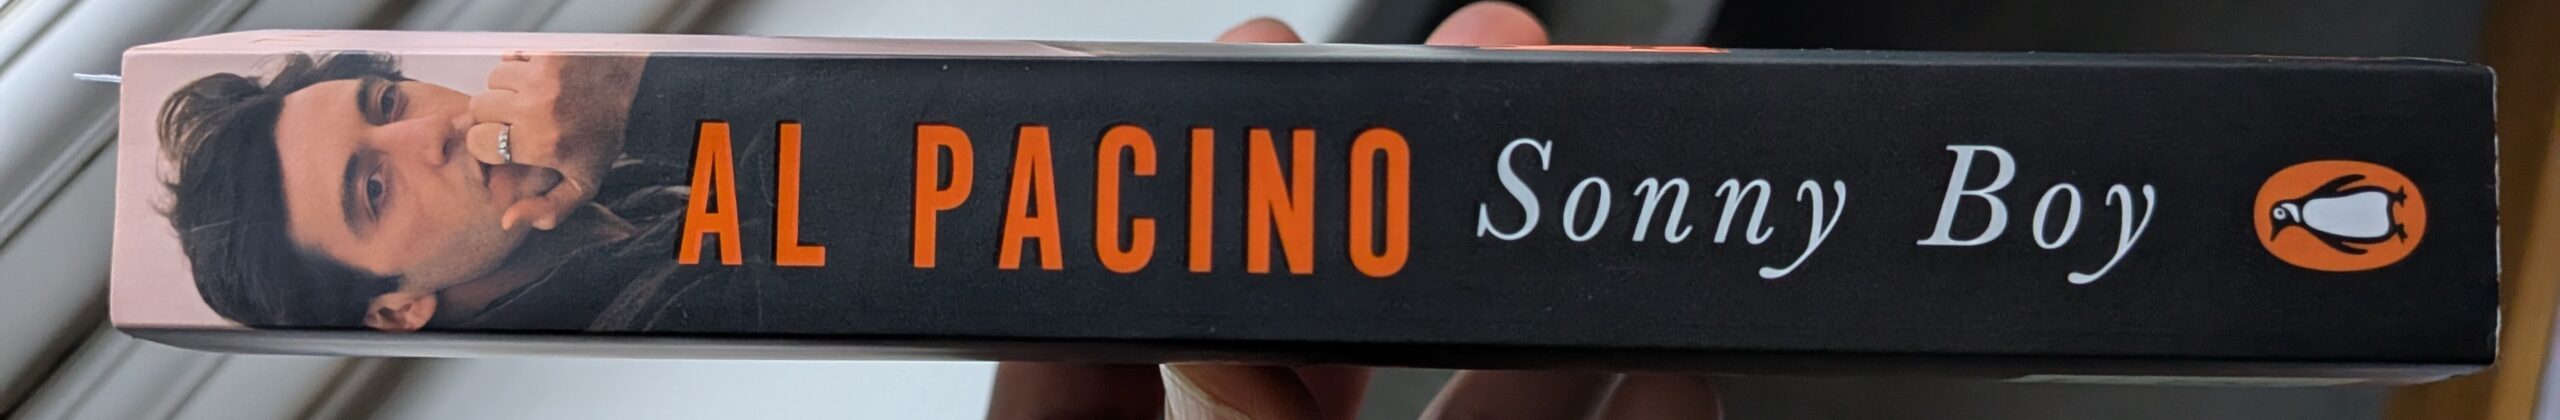 AL PACINO Sonny Boy